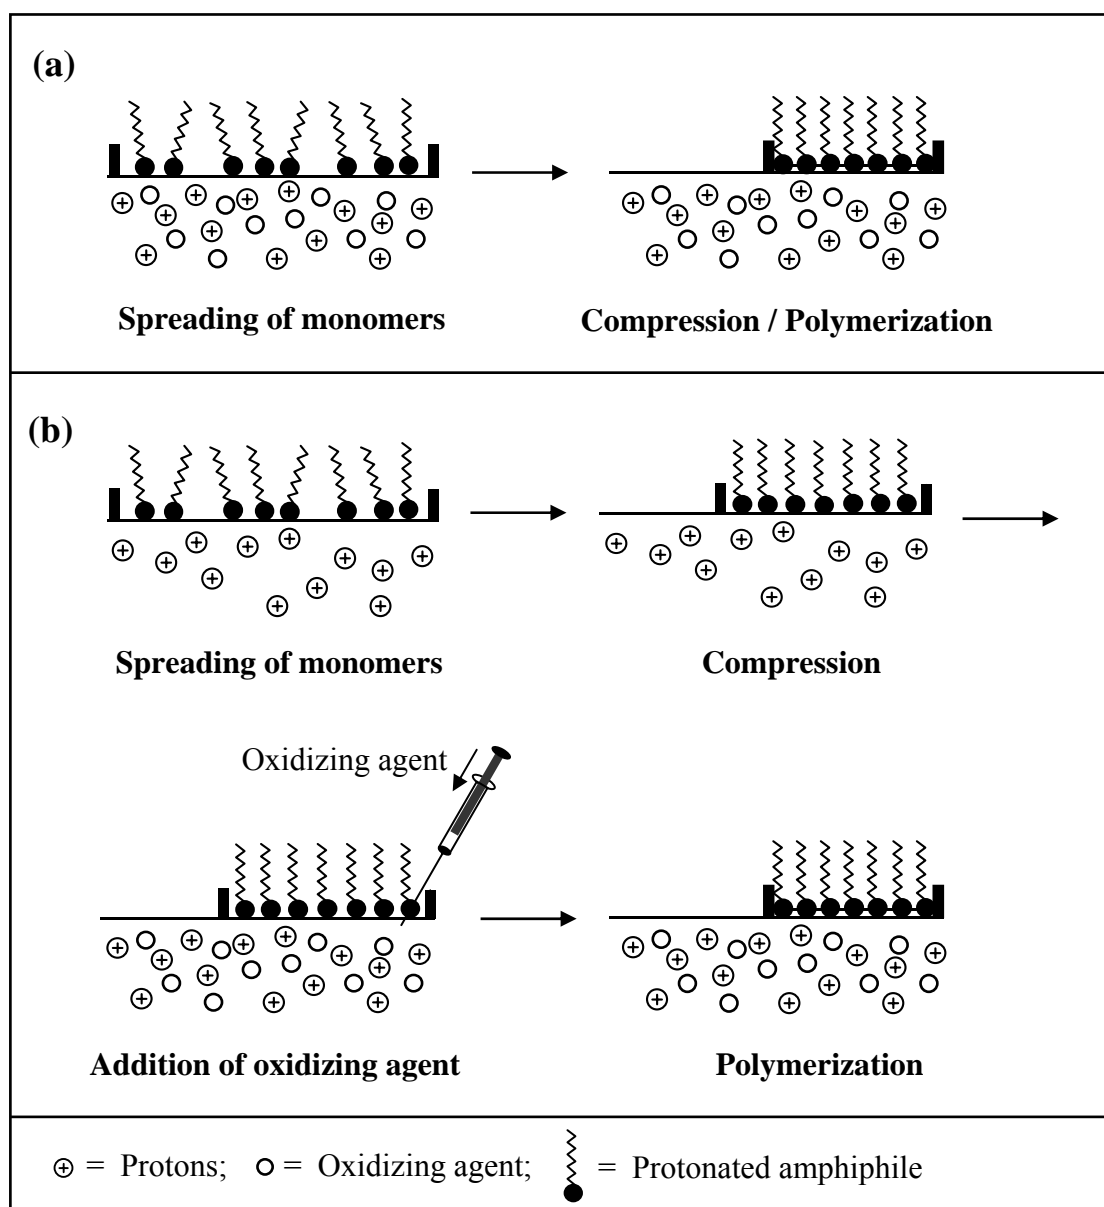 (a)
Spreading of monomers
Compression / Polymerization
(b)
Spreading of monomers
Compression
Oxidizing agent
Addition of oxidizing agent
Polymerization
⊕ = Protons; O = Oxidizing agent; = Protonated amphiphile